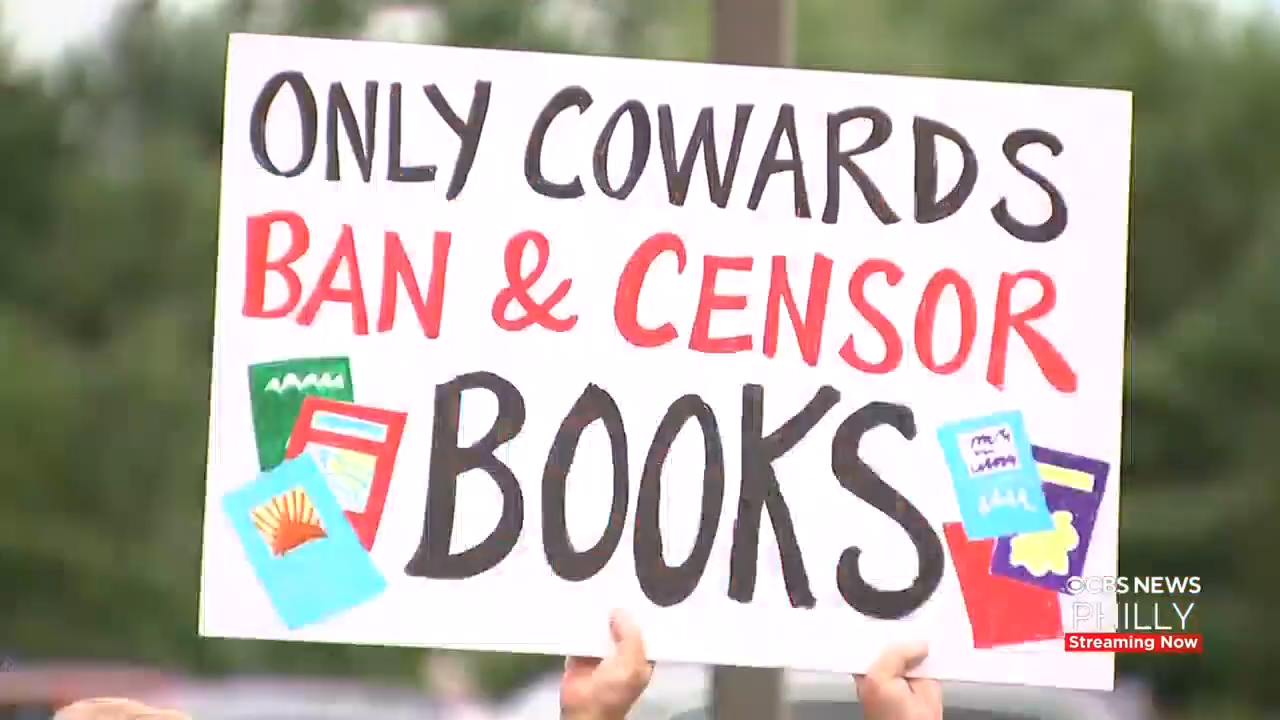 ONLY COWARDS
BAN & CENSOR
BOOKS
CBS NEWS
PHILLY
Streaming Now